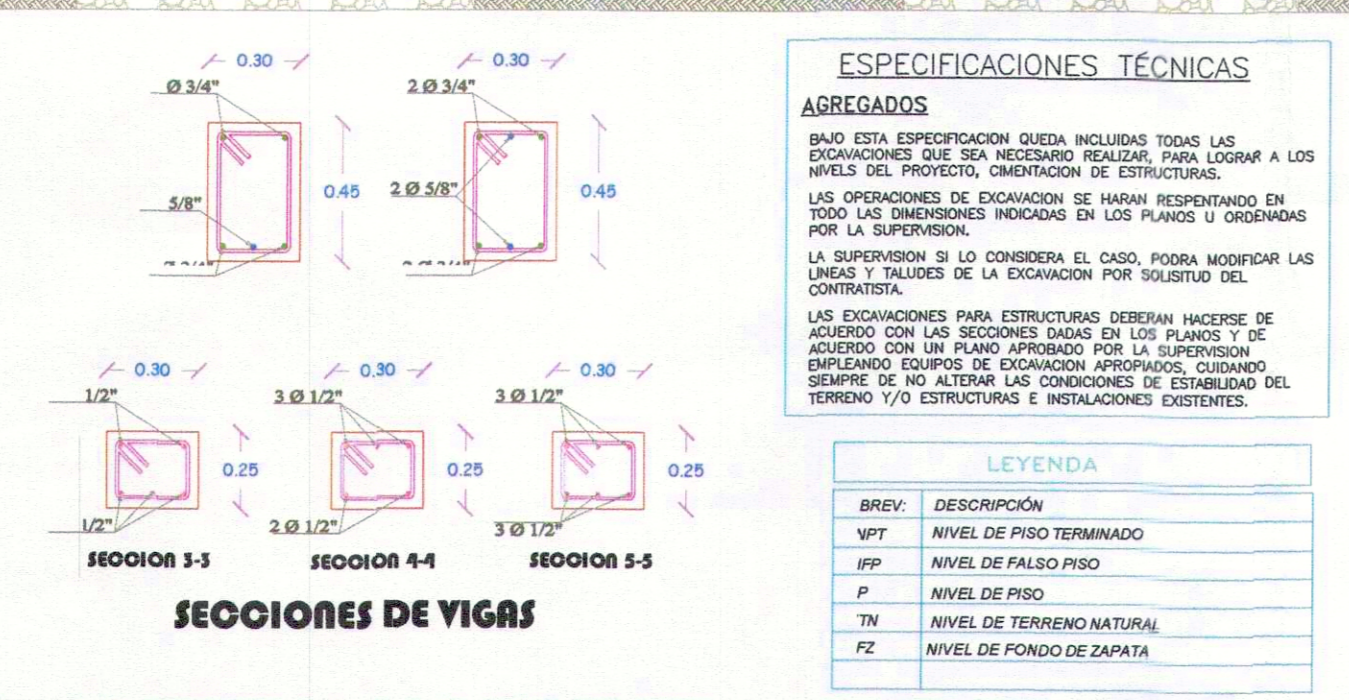 0.30
Ø 3/4"
0.45
5/8"
0.30
2 Ø 3/4"
2 Ø 5/8"
0.45
0.30
1/2"
0.25
SECCION 3-3
0.30
3 Ø 1/2"
0.25
2 Ø 1/2"
SECCIÓN 4-4
0.30
3 Ø 1/2"
0.25
3 Ø 1/2"
SECCION 5-5
SECCIONES DE VIGAS
ESPECIFICACIONES TÉCNICAS
AGREGADOS
BAJO ESTA ESPECIFICACION QUEDA INCLUIDAS TODAS LAS
EXCAVACIONES QUE SEA NECESARIO REALIZAR, PARA LOGRAR A LOS
NIVELS DEL PROYECTO, CIMENTACION DE ESTRUCTURAS.
LAS OPERACIONES DE EXCAVACION SE HARAN RESPENTANDO EN
TODO LAS DIMENSIONES INDICADAS EN LOS PLANOS U ORDENADAS
POR LA SUPERVISION.
LA SUPERVISION SI LO CONSIDERA EL CASO, PODRA MODIFICAR LAS
LINEAS Y TALUDES DE LA EXCAVACION POR SOLISITUD DEL
CONTRATISTA.
LAS EXCAVACIONES PARA ESTRUCTURAS DEBERAN HACERSE DE
ACUERDO CON LAS SECCIONES DADAS EN LOS PLANOS Y DE
ACUERDO CON UN PLANO APROBADO POR LA SUPERVISION
EMPLEANDO EQUIPOS DE EXCAVACION APROPIADOS, CUIDANDO
SIEMPRE DE NO ALTERAR LAS CONDICIONES DE ESTABILIDAD DEL
TERRENO Y/O ESTRUCTURAS E INSTALACIONES EXISTENTES.
LEYENDA
BREV: DESCRIPCIÓN
NPT NIVEL DE PISO TERMINADO
IFP NIVEL DE FALSO PISO
P NIVEL DE PISO
TN NIVEL DE TERRENO NATURAL
FZ NIVEL DE FONDO DE ZAPATA